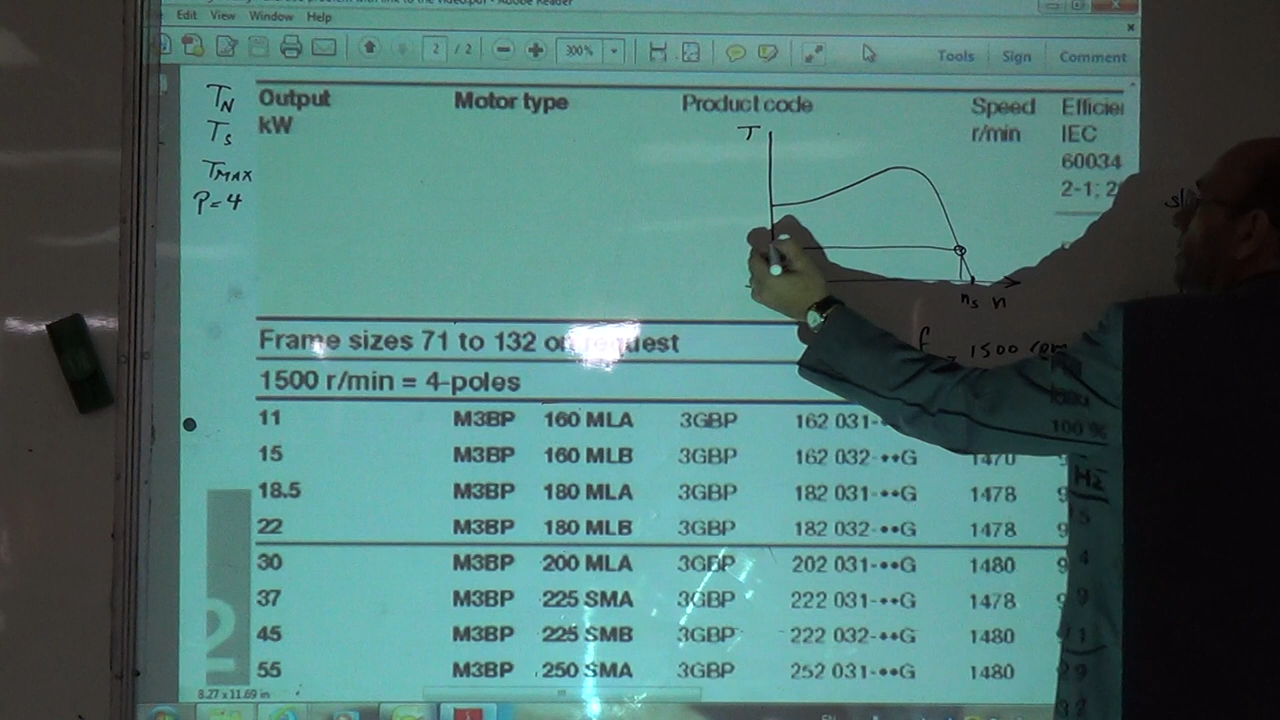 Edit View Window Help
2 / 2 300% Tools Sign Comment
T_N Output kW Motor type Product code Speed r/min
T_S
T_MAX
P=4
IEC
60034
T
n_s n
Frame sizes 71 to 132 on request
1500 rpm
1500 r/min = 4-poles
100 %
11 M3BP 160 MLA 3GBP 162 031-
15 M3BP 160 MLB 3GBP 162 032-••G 1470
Hz
18.5 M3BP 180 MLA 3GBP 182 031-••G 1478
22 M3BP 180 MLB 3GBP 182 032-••G 1478
30 M3BP 200 MLA 3GBP 202 031-••G 1480
37 M3BP 225 SMA 3GBP 222 031-••G 1478
45 M3BP 225 SMB 3GBP 222 032-••G 1480
55 M3BP 250 SMA 3GBP 252 031-••G 1480
2
8.27 x 11.69 in